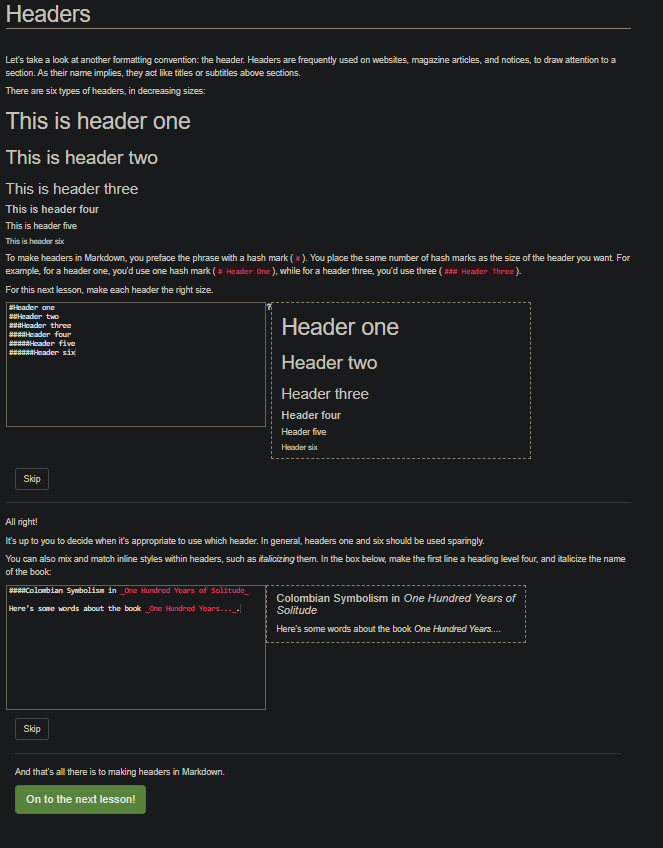 Headers
Let's take a look at another formatting convention: the header. Headers are frequently used on websites, magazine articles, and notices, to draw attention to a
section. As their name implies, they act like titles or subtitles above sections.
There are six types of headers, in decreasing sizes:
This is header one
This is header two
This is header three
This is header four
This is header five
This is header six
To make headers in Markdown, you preface the phrase with a hash mark ( # ). You place the same number of hash marks as the size of the header you want. For
example, for a header one, you'd use one hash mark ( # Header One ), while for a header three, you'd use three ( ### Header Three ).
For this next lesson, make each header the right size.
#Header one
##Header two
###Header three
####Header four
#####Header five
######Header six
?
Header one
Header two
Header three
Header four
Header five
Header six
Skip
All right!
It's up to you to decide when it's appropriate to use which header. In general, headers one and six should be used sparingly.
You can also mix and match inline styles within headers, such as italicizing them. In the box below, make the first line a heading level four, and italicize the name
of the book:
####Colombian Symbolism in _One Hundred Years of Solitude_
Here's some words about the book _One Hundred Years..._.
Colombian Symbolism in One Hundred Years of
Solitude
Here's some words about the book One Hundred Years....
Skip
And that's all there is to making headers in Markdown.
On to the next lesson!